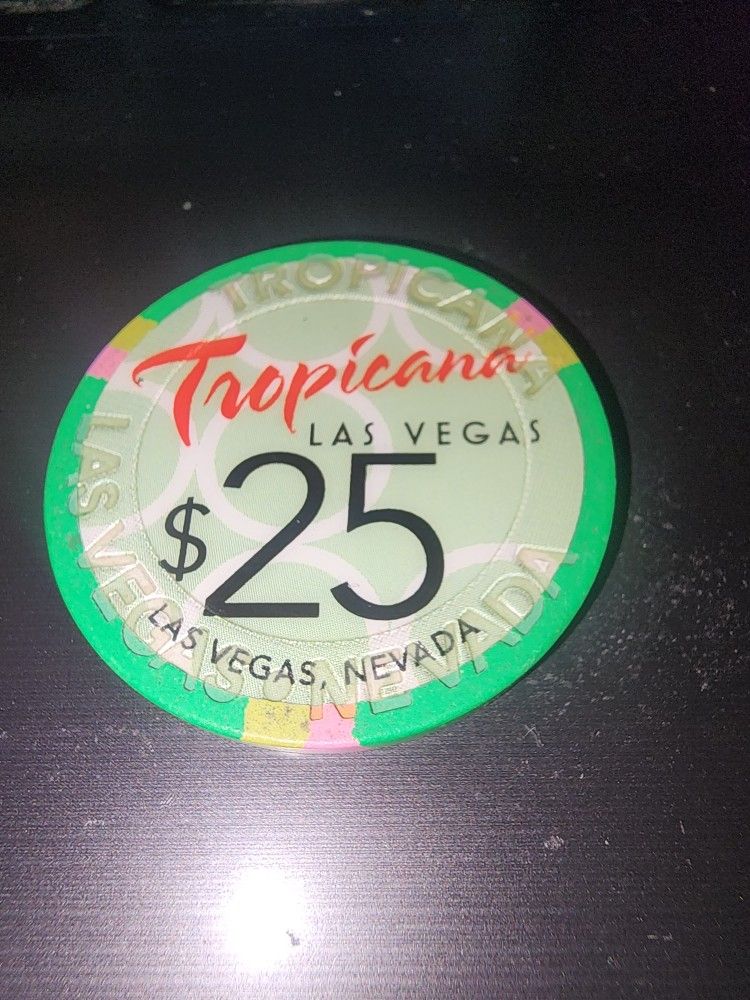 TROPICANA
Tropicana
LAS VEGAS
$25
LAS VEGAS, NEVADA
LAS VEGAS • NEVADA